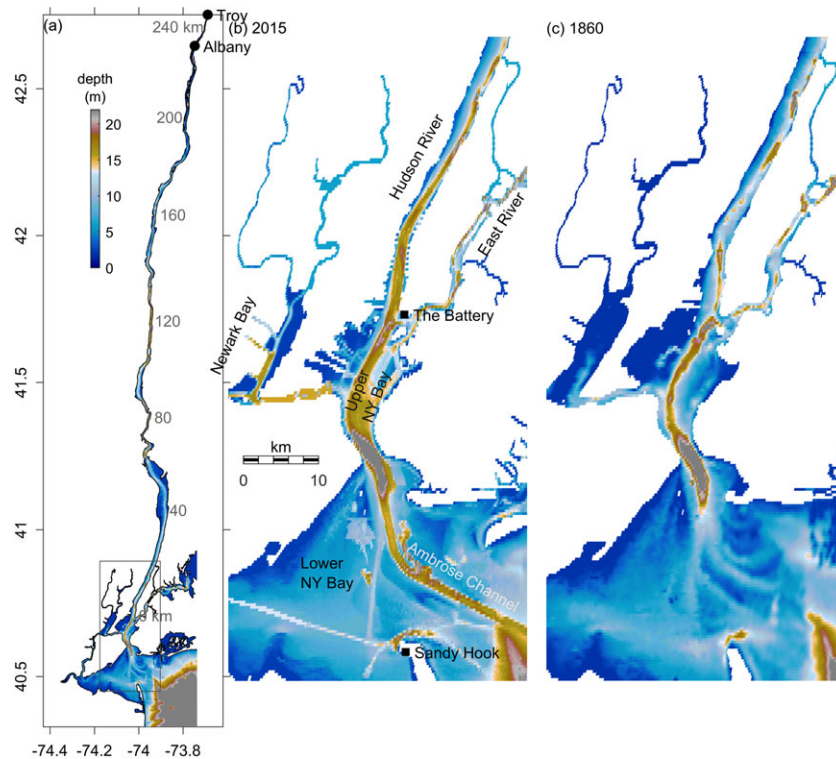 (a)
Troy
240 km
Albany
(b) 2015
(c) 1860
42.5
depth
(m)
20
15
10
5
0
200
Hudson River
East River
42
160
The Battery
Newark Bay
120
41.5
Upper
NY Bay
80
km
0
10
41
40
Lower
NY Bay
Ambrose Channel
0 km
40.5
Sandy Hook
-74.4
-74.2
-74
-73.8